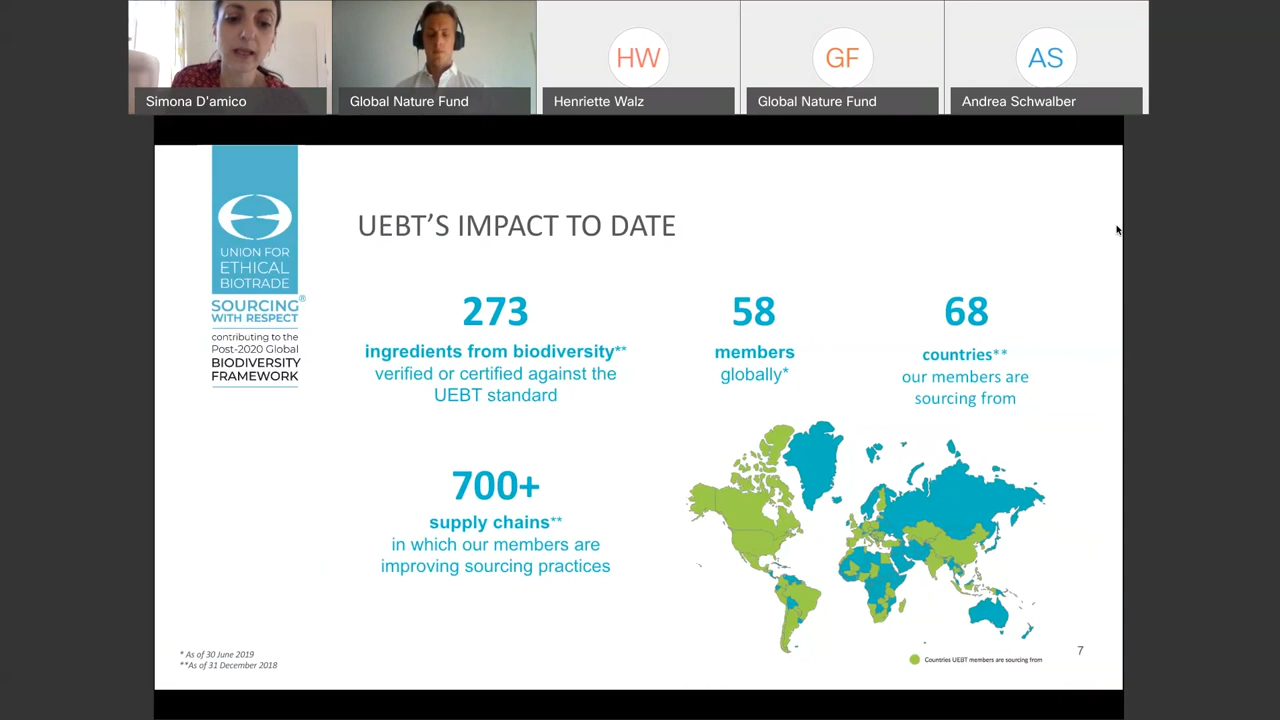 Simona D'amico
Global Nature Fund
HW
Henriette Walz
GF
Global Nature Fund
AS
Andrea Schwalber
UNION FOR
ETHICAL
BIOTRADE
SOURCING®
WITH RESPECT
contributing to the
Post-2020 Global
BIODIVERSITY
FRAMEWORK
UEBT'S IMPACT TO DATE
273
ingredients from biodiversity**
verified or certified against the
UEBT standard
58
members
globally*
68
countries**
our members are
sourcing from
700+
supply chains**
in which our members are
improving sourcing practices
Countries UEBT members are sourcing from
* As of 30 June 2019
**As of 31 December 2018
7